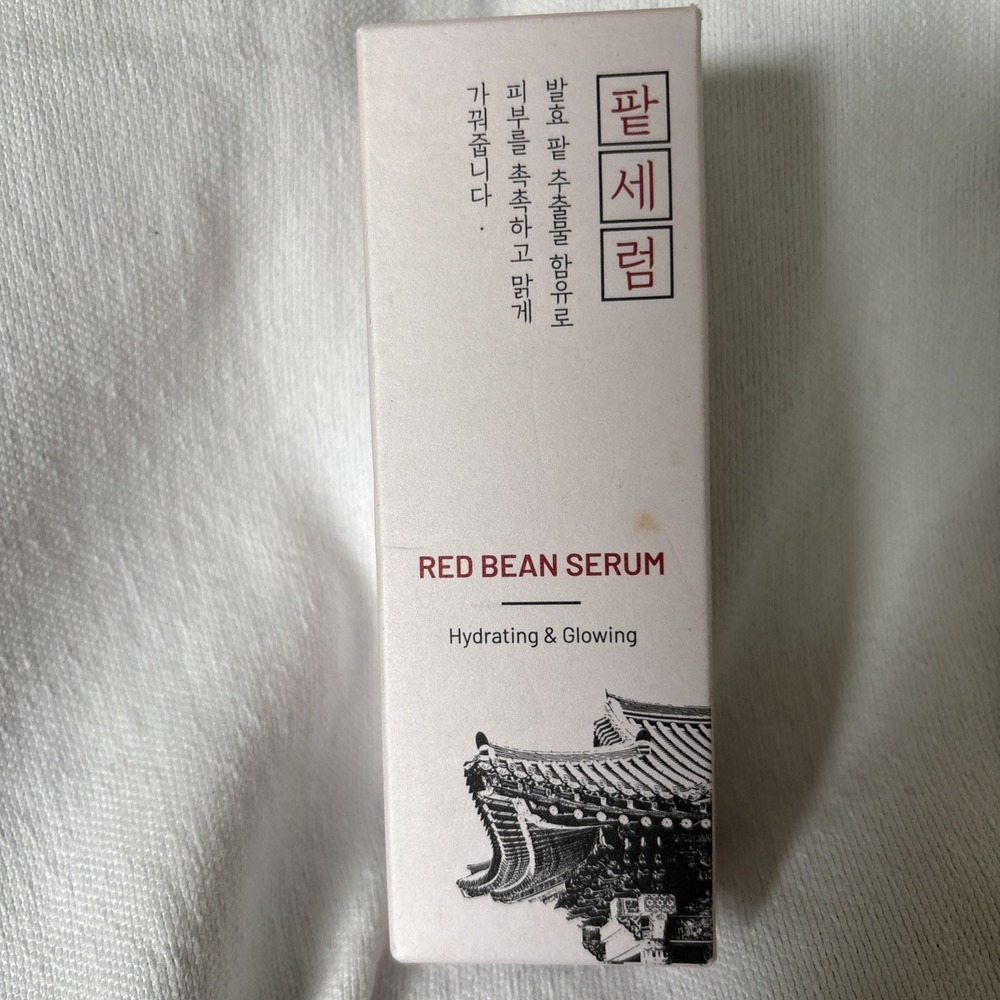 팥세럼
발효 팥 추출물 함유로
피부를 촉촉하고 맑게
가꿔줍니다.
RED BEAN SERUM
Hydrating & Glowing